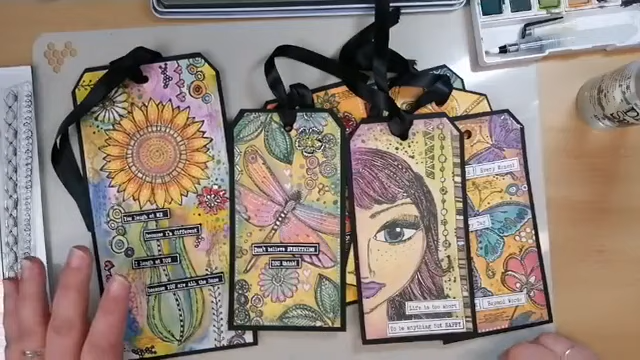 You laugh at ME
because I'm different
I laugh at YOU
because YOU are ALL the Same
Don't believe EVERYTHING
YOU think!
Life is too short
to be anything but HAPPY
Every Moment
Day
Beyond Words